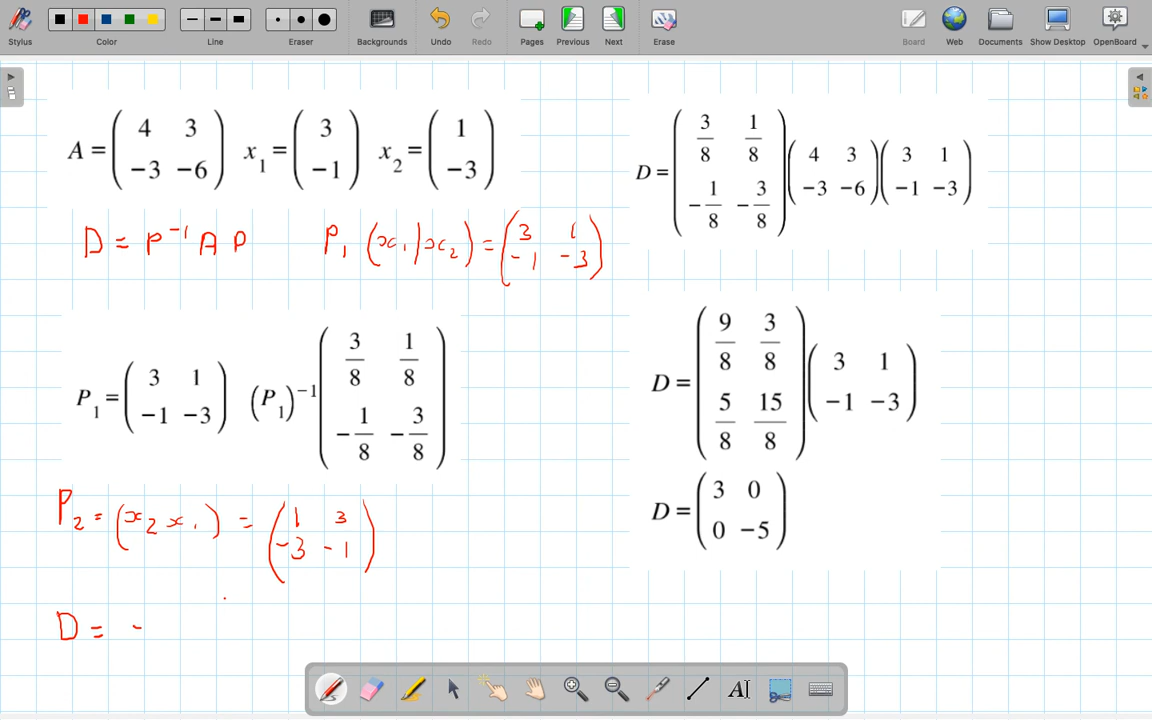 Stylus Color Line Eraser Backgrounds Undo Redo Pages Previous Next Erase Board Web Documents Show Desktop OpenBoard
A = ( 4 3 ; −3 −6 ) x₁ = ( 3 ; −1 ) x₂ = ( 1 ; −3 )
D = P⁻¹ A P P₁ (x₁|x₂) = ( 3 1 ; −1 −3 )
P₁ = ( 3 1 ; −1 −3 ) (P₁)⁻¹ ( 3/8 1/8 ; −1/8 −3/8 )
P₂ = (x₂ x₁) = ( 1 3 ; −3 −1 )
D = -
D = ( 3/8 1/8 ; −1/8 −3/8 ) ( 4 3 ; −3 −6 ) ( 3 1 ; −1 −3 )
D = ( 9/8 3/8 ; 5/8 15/8 ) ( 3 1 ; −1 −3 )
D = ( 3 0 ; 0 −5 )
AI